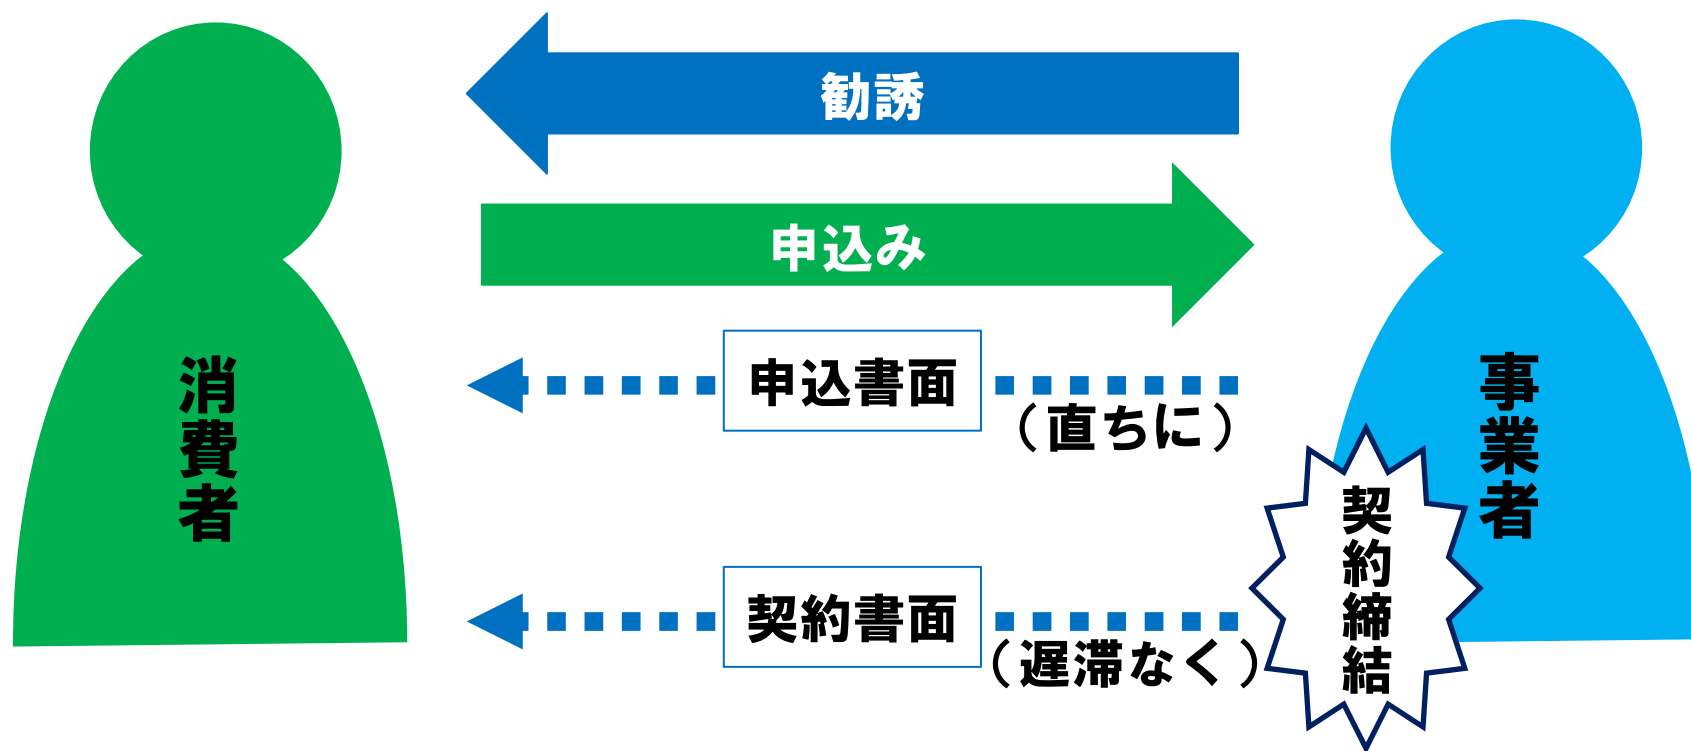 勧誘
申込み
消費者
申込書面
（直ちに）
事業者
契約締結
契約書面
（遅滞なく）